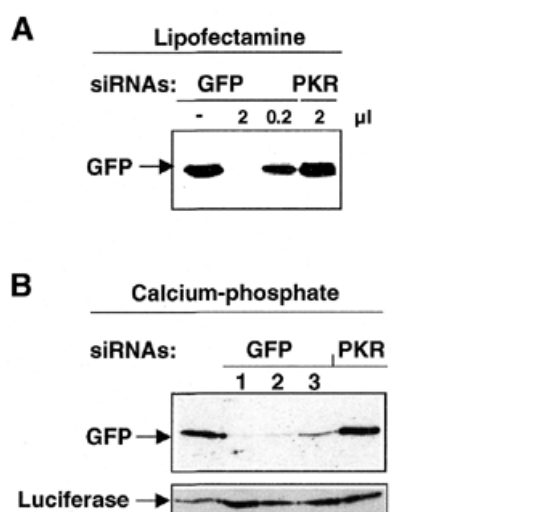 A
Lipofectamine
siRNAs: GFP PKR
- 2 0.2 2 µl
GFP
B
Calcium-phosphate
siRNAs: GFP PKR
1 2 3
GFP
Luciferase